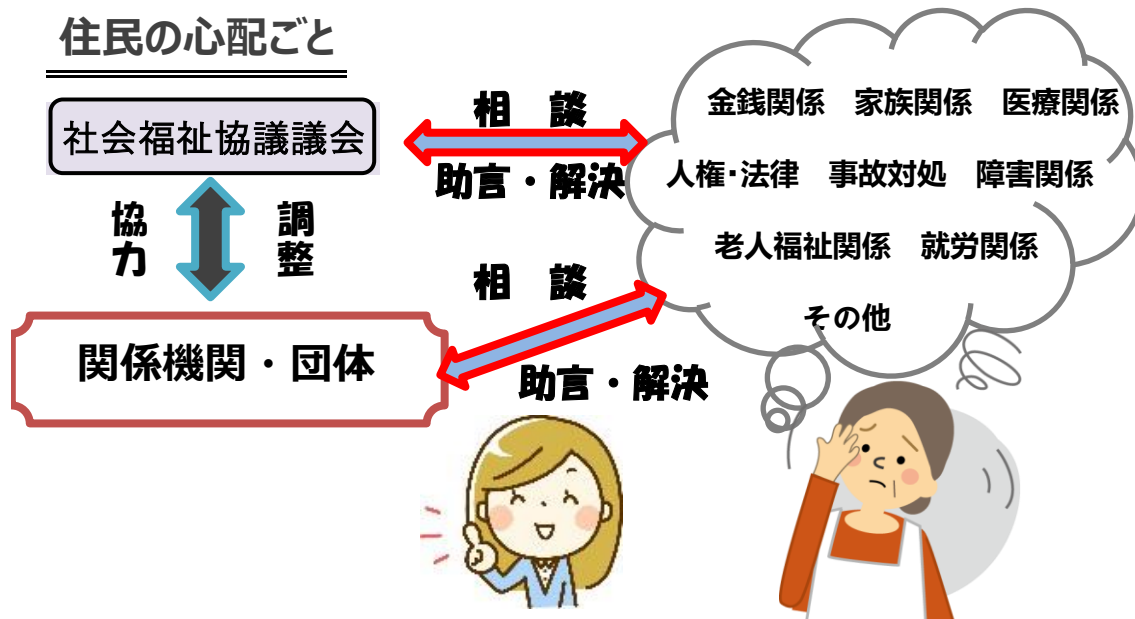 住民の心配ごと
社会福祉協議議会
相　談
助言・解決
協力
調整
関係機関・団体
相　談
助言・解決
金銭関係　家族関係　医療関係
人権・法律　事故対処　障害関係
老人福祉関係　就労関係
その他